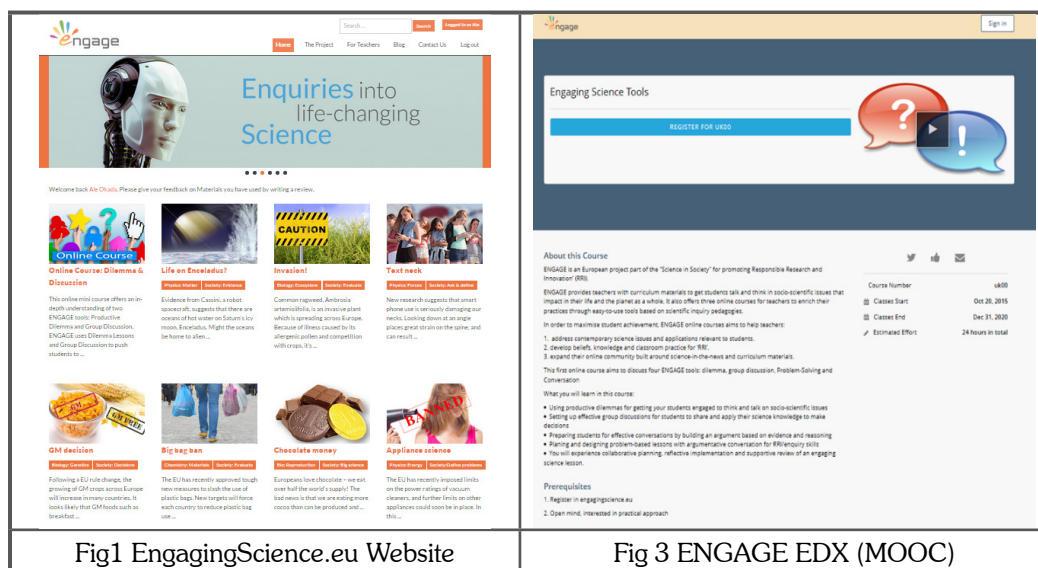 engage
Search...
Search
Logged in as Ale
Home The Project For Teachers Blog Contact Us Log out
Enquiries into
life-changing
Science
Welcome back Ale Okada. Please give your feedback on Materials you have used by writing a review.
Online Course
Online Course: Dilemma &
Discussion
This online mini course offers an in-
depth understanding of two
ENGAGE tools: Productive
Dilemma and Group Discussion.
ENGAGE uses Dilemma Lessons
and Group Discussion to push
students to ...
Life on Enceladus?
Physics: Matter Society: Evidence
Evidence from Cassini, a robot
spacecraft, suggests that there are
oceans of hot water on Saturn's icy
moon, Enceladus. Might the oceans
be home to alien ...
CAUTION
Invasion!
Biology: Ecosystem Society: Evaluate
Common ragweed, Ambrosia
artemisiifolia, is an invasive plant
which is spreading across Europe.
Because of illness caused by its
allergenic pollen and competition
with crops, it's ...
Text neck
Physics: Forces Society: Ask & define
New research suggests that smart
phone use is seriously damaging our
necks. Looking down at an angle
places great strain on the spine, and
can result ...
GM FREE
GM decision
Biology: Genetics Society: Decisions
Following a EU rule change, the
growing of GM crops across Europe
will increase in many countries. It
looks likely that GM foods such as
breakfast ...
Big bag ban
Chemistry: Materials Society: Evaluate
The EU has recently approved tough
new measures to slash the use of
plastic bags. New targets will force
each country to reduce plastic bag
use ...
Chocolate money
Bio: Reproduction Society: Big science
Europeans love chocolate – we eat
over half the world's supply! The
bad news is that we are eating more
cocoa than can be produced and ...
BANNED
Appliance science
Physics: Energy Society: Define problems
The EU has recently imposed limits
on the power ratings of vacuum
cleaners, and further limits on other
appliances could soon be in place. In
this ...
Fig1 EngagingScience.eu Website
engage
Sign in
Engaging Science Tools
REGISTER FOR UK00
?
!
About this Course
ENGAGE is an European project part of the "Science in Society" for promoting Responsible Research and
Innovation' (RRI).
ENGAGE provides teachers with curriculum materials to get students talk and think in socio-scientific issues that
impact in their life and the planet as a whole. It also offers three online courses for teachers to enrich their
practices through easy-to-use tools based on scientific inquiry pedagogies.
In order to maximise student achievement, ENGAGE online courses aims to help teachers:
1. address contemporary science issues and applications relevant to students.
2. develop beliefs, knowledge and classroom practice for 'RRI'.
3. expand their online community built around science-in-the-news and curriculum materials.
This first online course aims to discuss four ENGAGE tools: dilemma, group discussion, Problem-Solving and
Conversation
What you will learn in this course:
• Using productive dilemmas for getting your students engaged to think and talk on socio-scientific issues
• Setting up effective group discussions for students to share and apply their science knowledge to make
decisions
• Preparing students for effective conversations by building an argument based on evidence and reasoning
• Planing and designing problem-based lessons with argumentative conversation for RRI/enquiry skills
• You will experience collaborative planning, reflective implementation and supportive review of an engaging
science lesson.
Prerequisites
1. Register in engagingscience.eu
2. Open mind, interested in practical approach
Course Number uk00
Classes Start Oct 20, 2015
Classes End Dec 31, 2020
Estimated Effort 24 hours in total
Fig 3 ENGAGE EDX (MOOC)